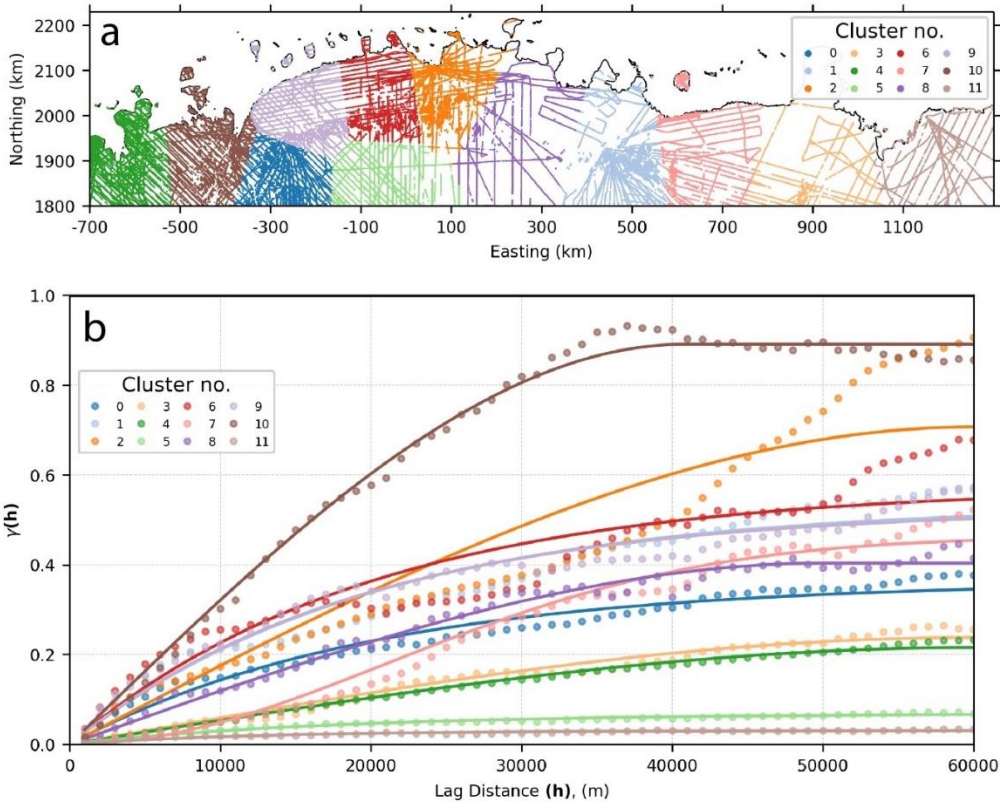 a
Northing (km)
2200
2100
2000
1900
1800
Cluster no.
0 3 6 9
1 4 7 10
2 5 8 11
-700 -500 -300 -100 100 300 500 700 900 1100
Easting (km)
b
γ(h)
1.0
0.8
0.6
0.4
0.2
0.0
Cluster no.
0 3 6 9
1 4 7 10
2 5 8 11
0 10000 20000 30000 40000 50000 60000
Lag Distance (h), (m)